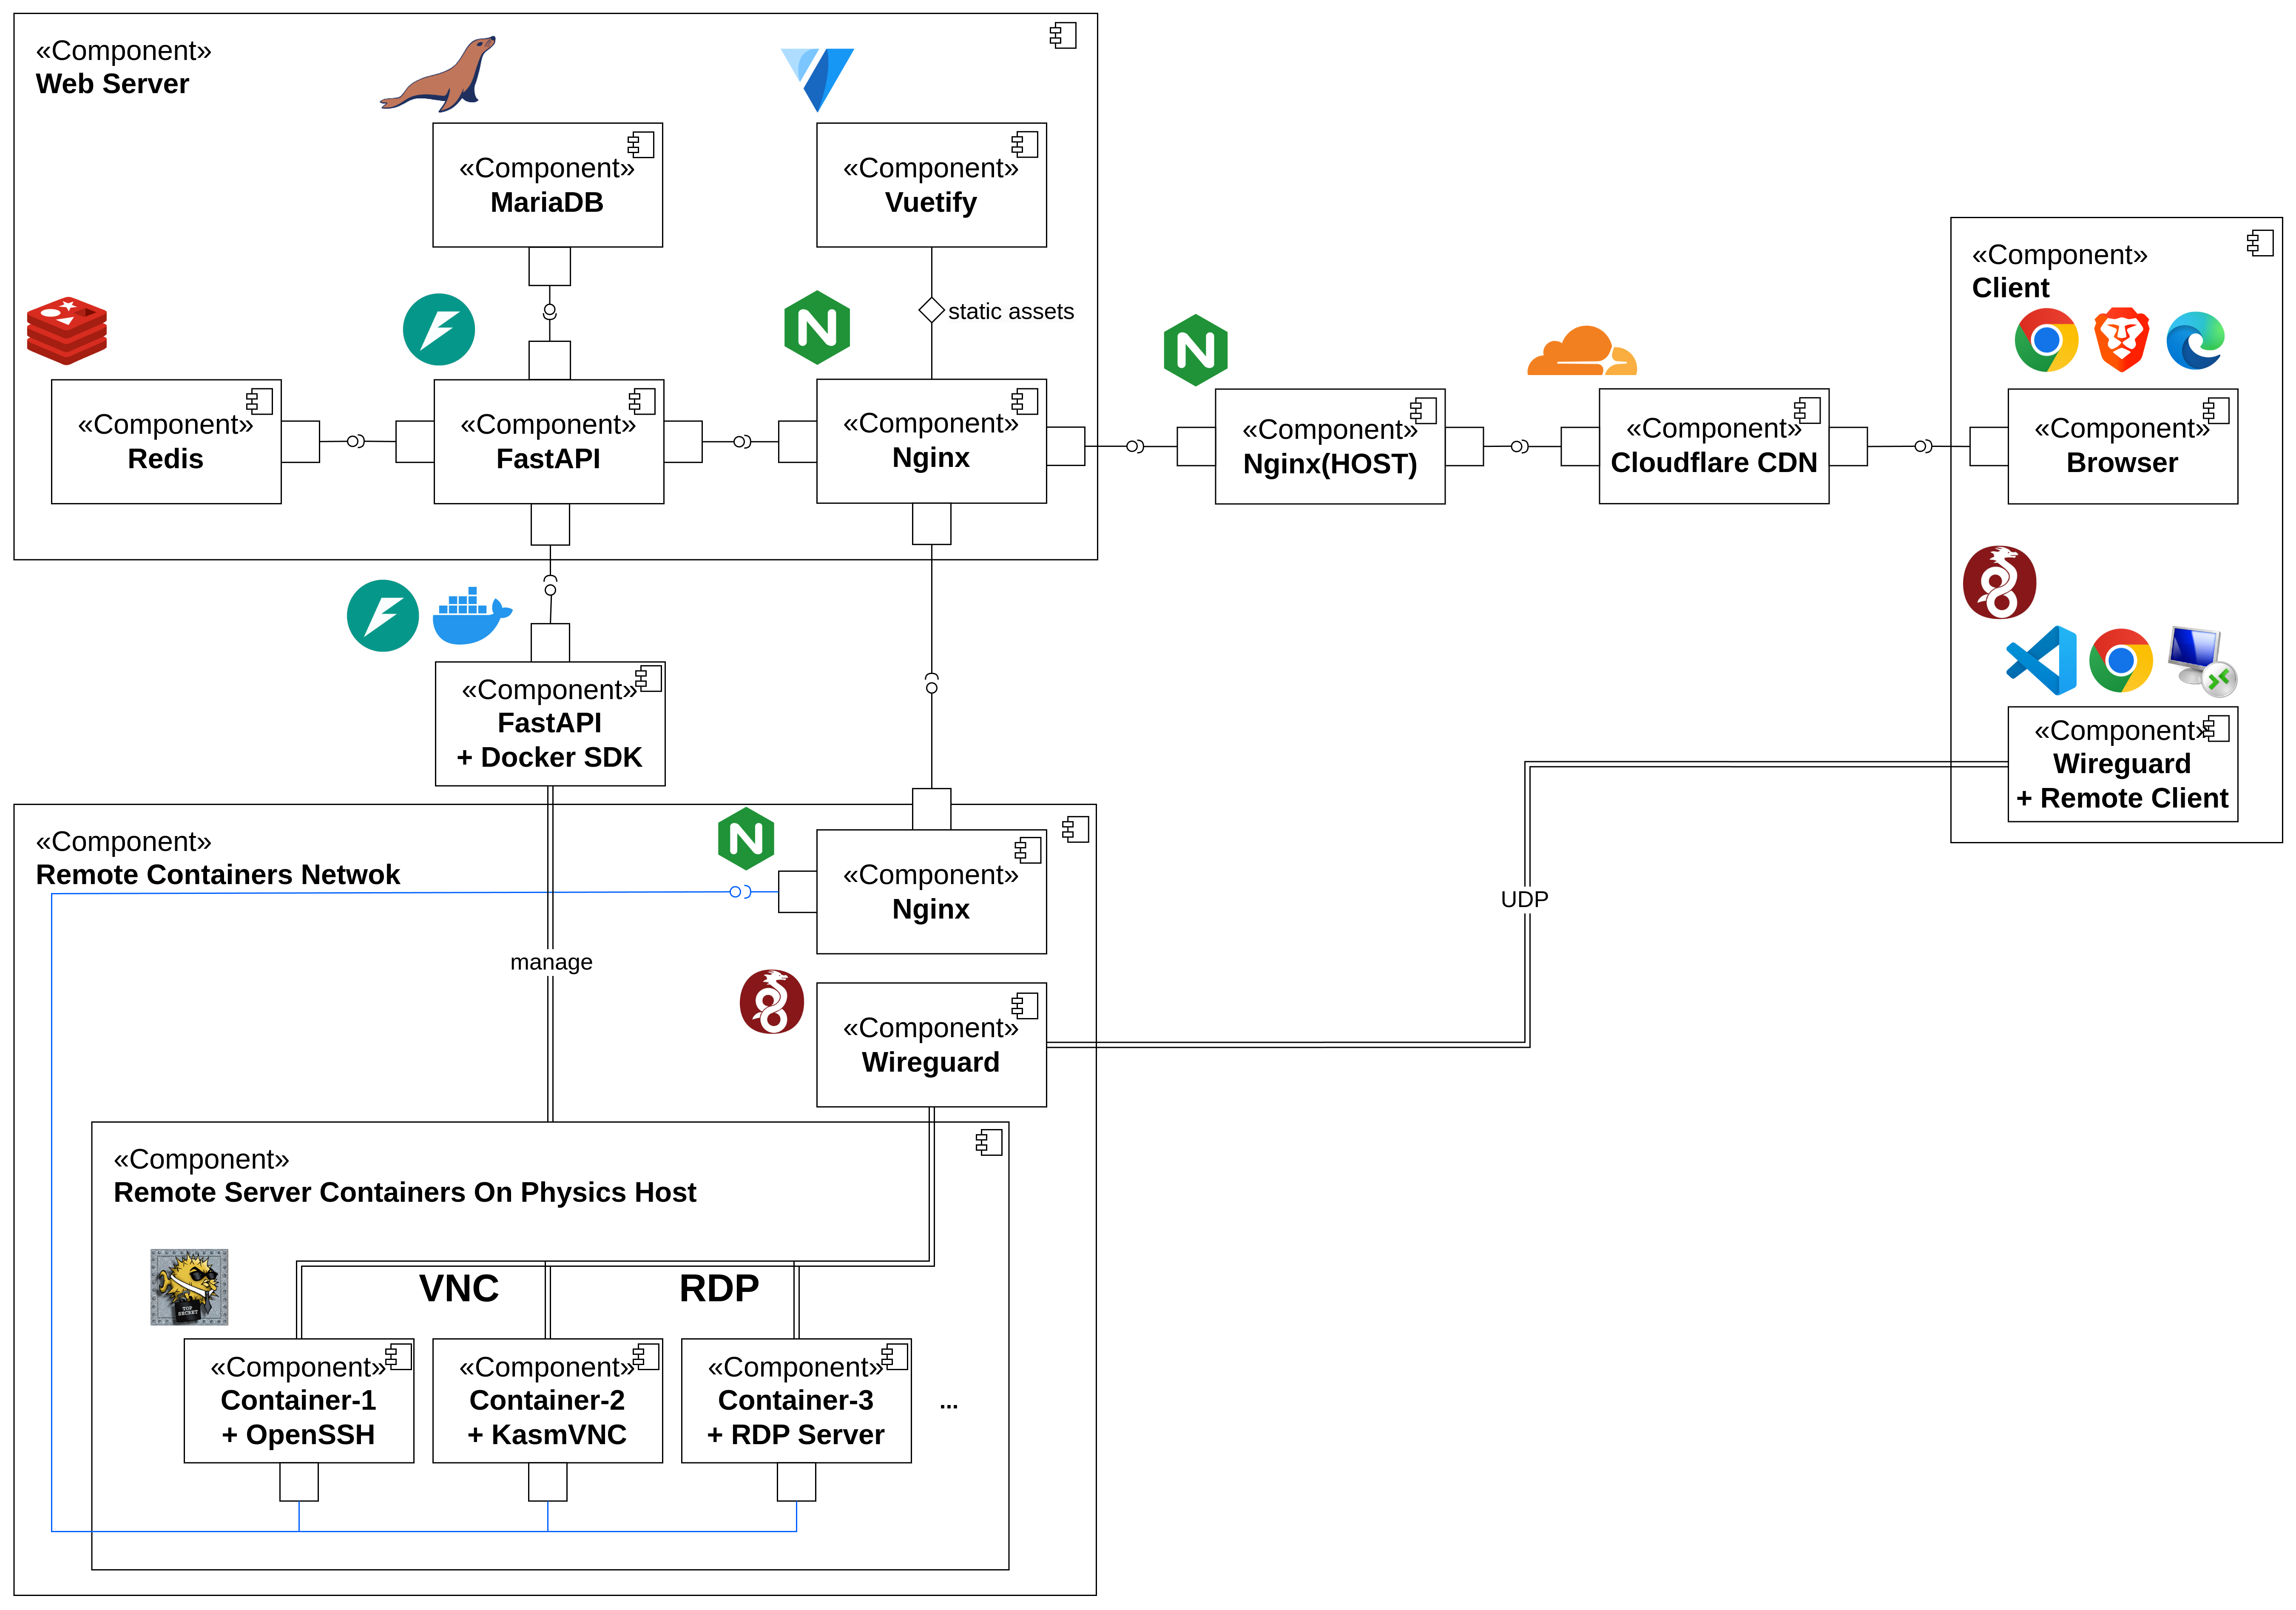 «Component»
Web Server
«Component»
MariaDB
«Component»
Vuetify
static assets
«Component»
Redis
«Component»
FastAPI
«Component»
Nginx
«Component»
Nginx(HOST)
«Component»
Cloudflare CDN
«Component»
Client
«Component»
Browser
«Component»
Wireguard
+ Remote Client
«Component»
FastAPI
+ Docker SDK
UDP
«Component»
Remote Containers Netwok
«Component»
Nginx
manage
«Component»
Wireguard
«Component»
Remote Server Containers On Physics Host
TOP
SECRET
VNC
RDP
«Component»
Container-1
+ OpenSSH
«Component»
Container-2
+ KasmVNC
«Component»
Container-3
+ RDP Server
...